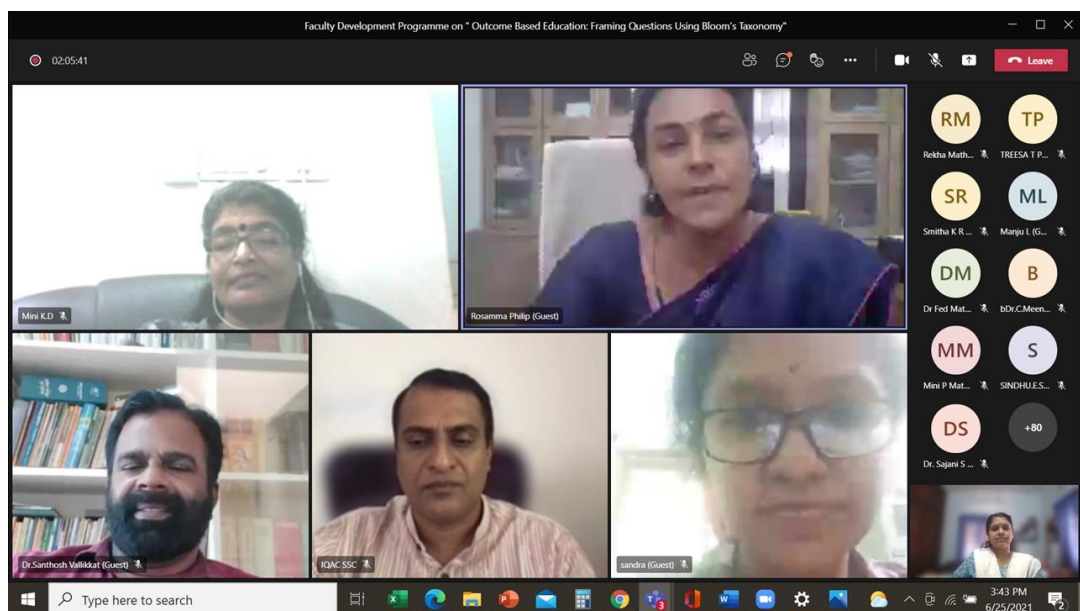 Faculty Development Programme on " Outcome Based Education: Framing Questions Using Bloom's Taxonomy"
02:05:41
Leave
Mini K.D
Rosamma Philip (Guest)
Dr.Santhosh Vallikkat (Guest)
IQAC SSC
sandra (Guest)
RM
TP
Rekha Math...
TREESA T P...
SR
ML
Smitha K R ...
Manju L (G...
DM
B
Dr Fed Mat...
bDr.C.Meen...
MM
S
Mini P Mat...
SINDHU.E.S...
DS
+80
Dr. Sajani S ...
Type here to search
3
3:43 PM
6/25/2021
2